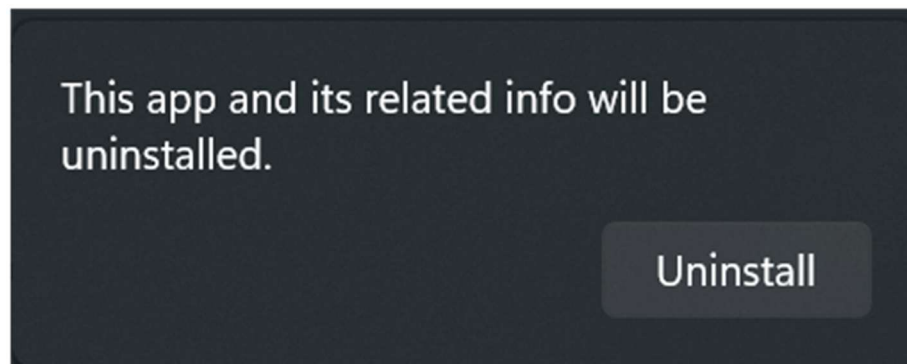 This app and its related info will be
uninstalled.
Uninstall